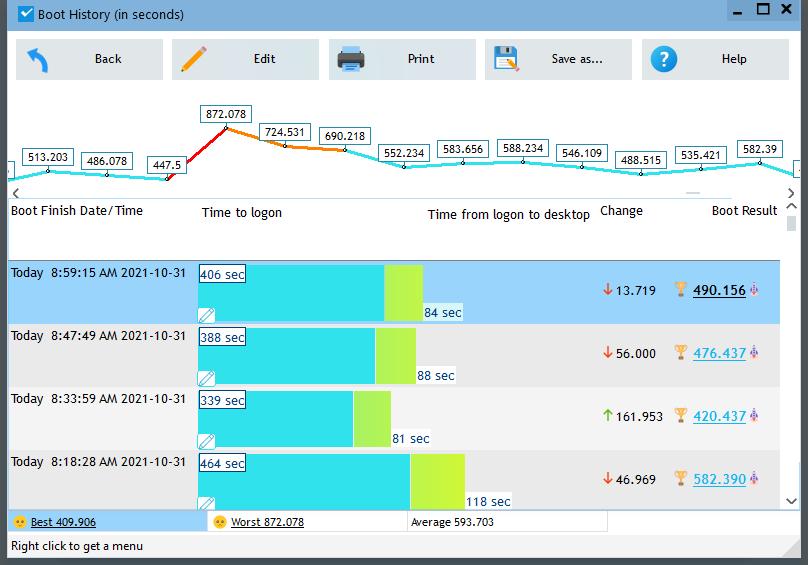 Boot History (in seconds)
Back
Edit
Print
Save as...
Help
513.203
486.078
447.5
872.078
724.531
690.218
552.234
583.656
588.234
546.109
488.515
535.421
582.39
Boot Finish Date/Time
Time to logon
Time from logon to desktop
Change
Boot Result
Today 8:59:15 AM 2021-10-31
406 sec
84 sec
13.719
490.156
Today 8:47:49 AM 2021-10-31
388 sec
88 sec
56.000
476.437
Today 8:33:59 AM 2021-10-31
339 sec
81 sec
161.953
420.437
Today 8:18:28 AM 2021-10-31
464 sec
118 sec
46.969
582.390
Best 409.906
Worst 872.078
Average 593.703
Right click to get a menu